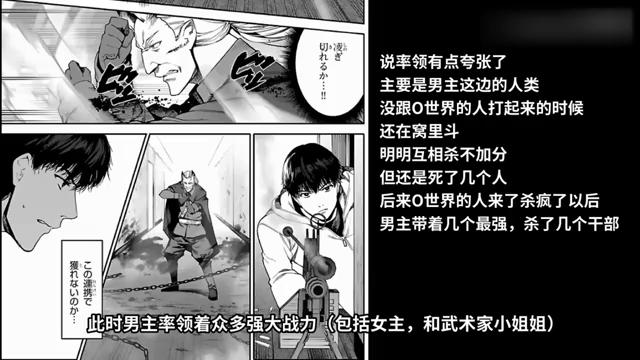 凌ぎ
切れるか…!!
この連携で
獲れないのか…
说率领有点夸张了
主要是男主这边的人类
没跟O世界的人打起来的时候
还在窝里斗
明明互相杀不加分
但还是死了几个人
后来O世界的人来了杀疯了以后
男主带着几个最强，杀了几个干部
此时男主率领着众多强大战力（包括女主，和武术家小姐姐）